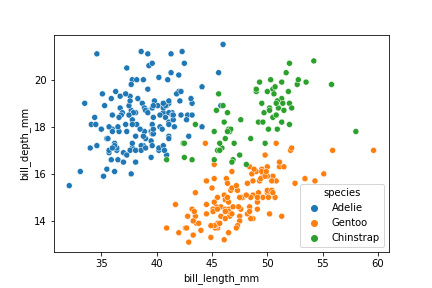 20
18
16
14
bill_depth_mm
35
40
45
50
55
60
bill_length_mm
species
Adelie
Gentoo
Chinstrap